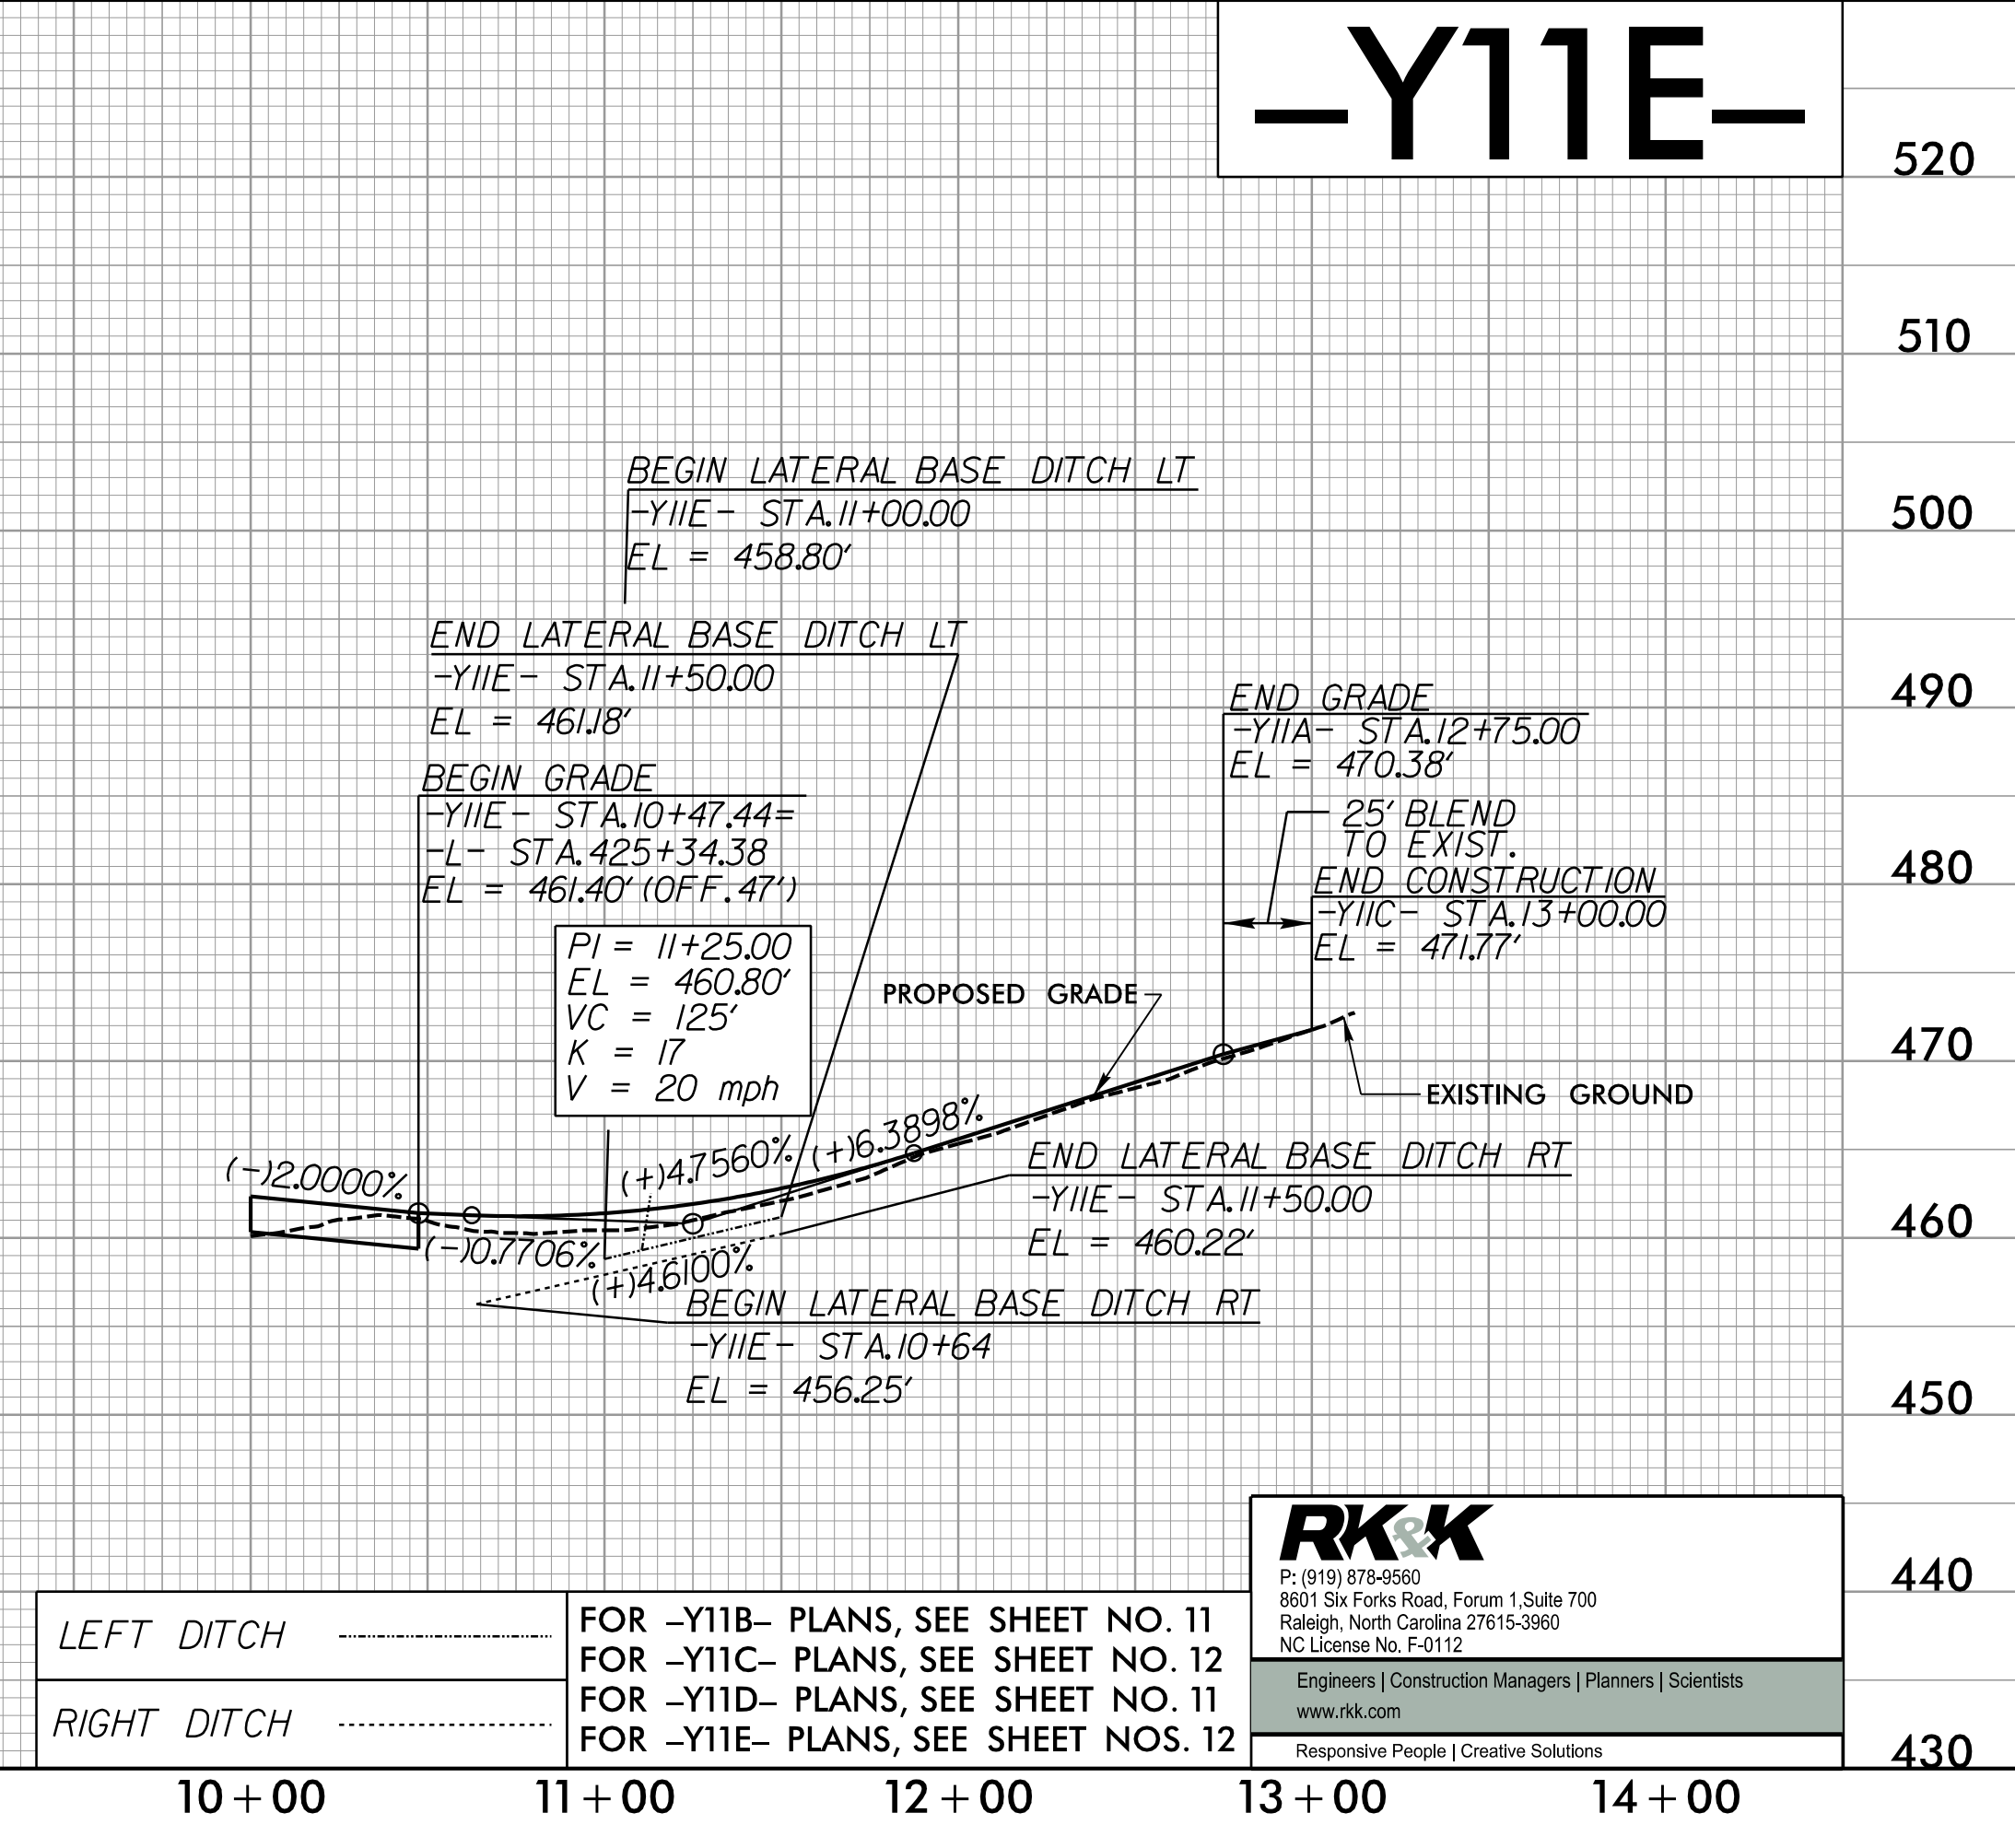 –Y11E–
520
510
500
490
480
470
460
450
440
430
BEGIN LATERAL BASE DITCH LT
-Y11E- STA. 11+00.00
EL = 458.80'
END LATERAL BASE DITCH LT
-Y11E- STA. 11+50.00
EL = 461.18'
BEGIN GRADE
-Y11E- STA. 10+47.44=
-L- STA. 425+34.38
EL = 461.40' (OFF. 47')
PI = 11+25.00
EL = 460.80'
VC = 125'
K = 17
V = 20 mph
END GRADE
-Y11A- STA. 12+75.00
EL = 470.38'
25' BLEND
TO EXIST.
END CONSTRUCTION
-Y11C- STA. 13+00.00
EL = 471.77'
PROPOSED GRADE
EXISTING GROUND
(-)2.0000%
(-)0.7706%
(+)4.7560%
(+)6.3898%
(+)4.6100%
END LATERAL BASE DITCH RT
-Y11E- STA. 11+50.00
EL = 460.22'
BEGIN LATERAL BASE DITCH RT
-Y11E- STA. 10+64
EL = 456.25'
LEFT DITCH
RIGHT DITCH
FOR –Y11B– PLANS, SEE SHEET NO. 11
FOR –Y11C– PLANS, SEE SHEET NO. 12
FOR –Y11D– PLANS, SEE SHEET NO. 11
FOR –Y11E– PLANS, SEE SHEET NOS. 12
RK&K
P: (919) 878-9560
8601 Six Forks Road, Forum 1,Suite 700
Raleigh, North Carolina 27615-3960
NC License No. F-0112
Engineers | Construction Managers | Planners | Scientists
www.rkk.com
Responsive People | Creative Solutions
10+00
11+00
12+00
13+00
14+00